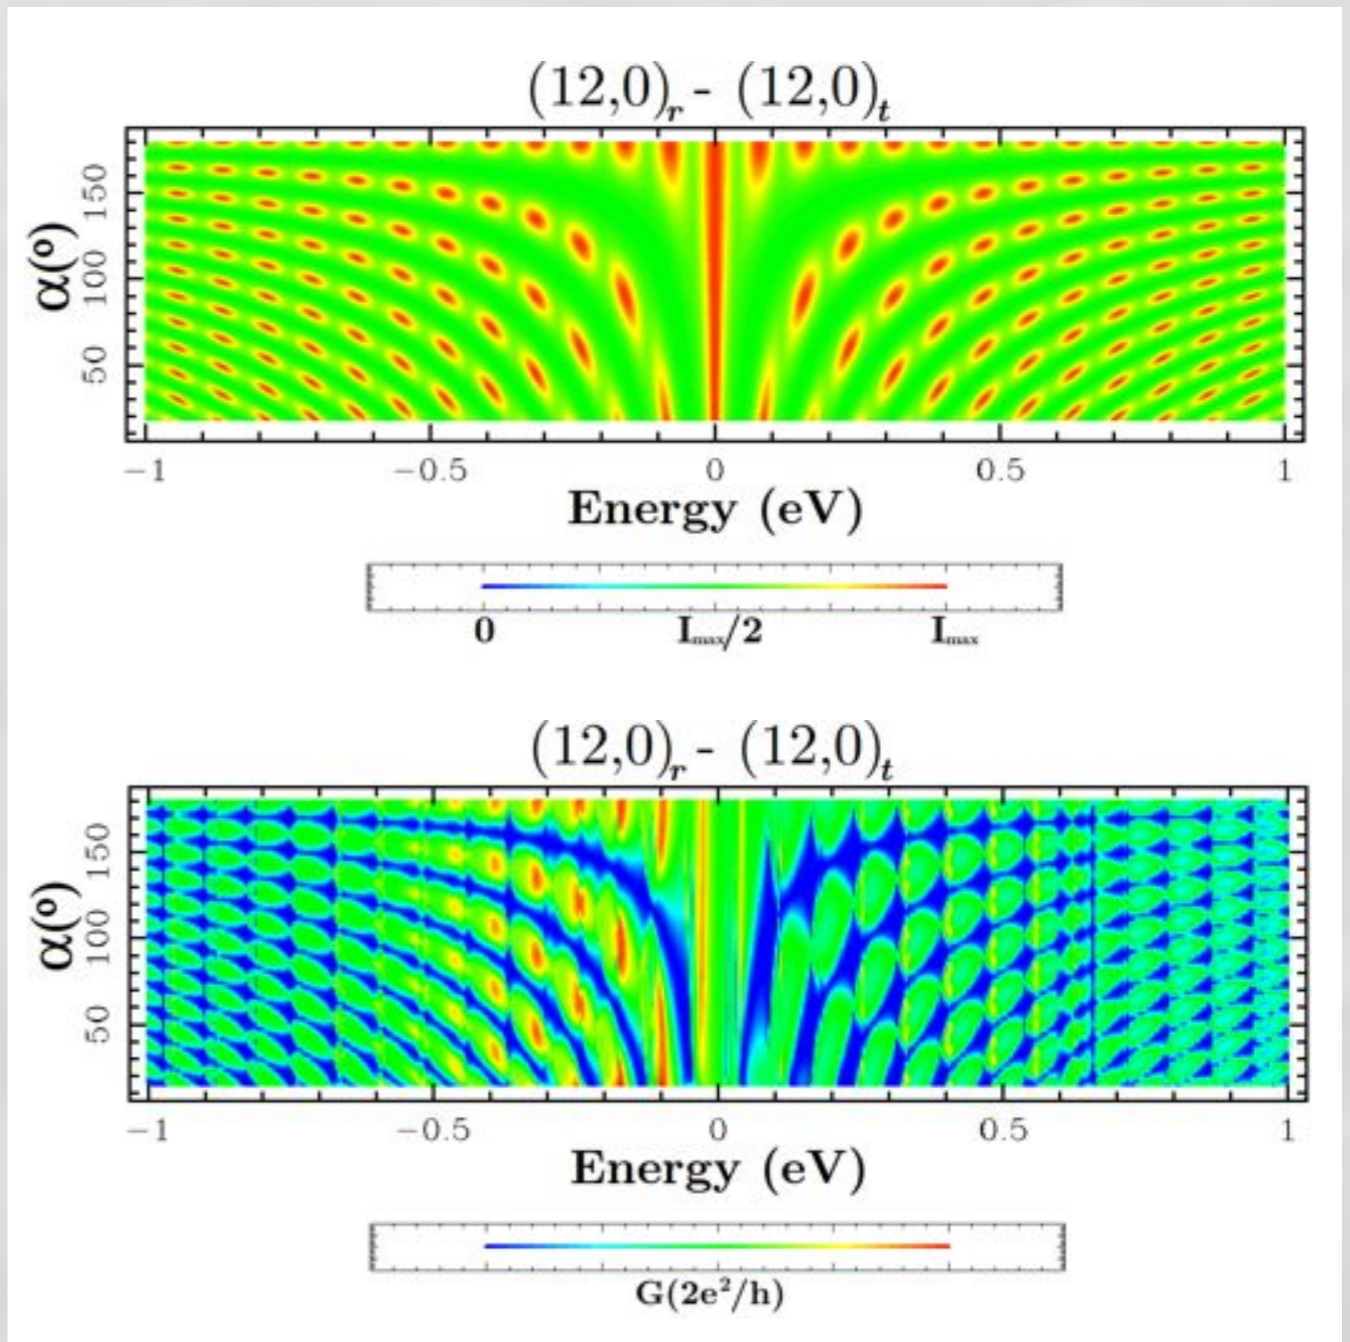 (12,0)r - (12,0)t
α(º)
150
100
50
−1 −0.5 0 0.5 1
Energy (eV)
0 Imax/2 Imax
(12,0)r - (12,0)t
α(º)
150
100
50
−1 −0.5 0 0.5 1
Energy (eV)
G(2e²/h)